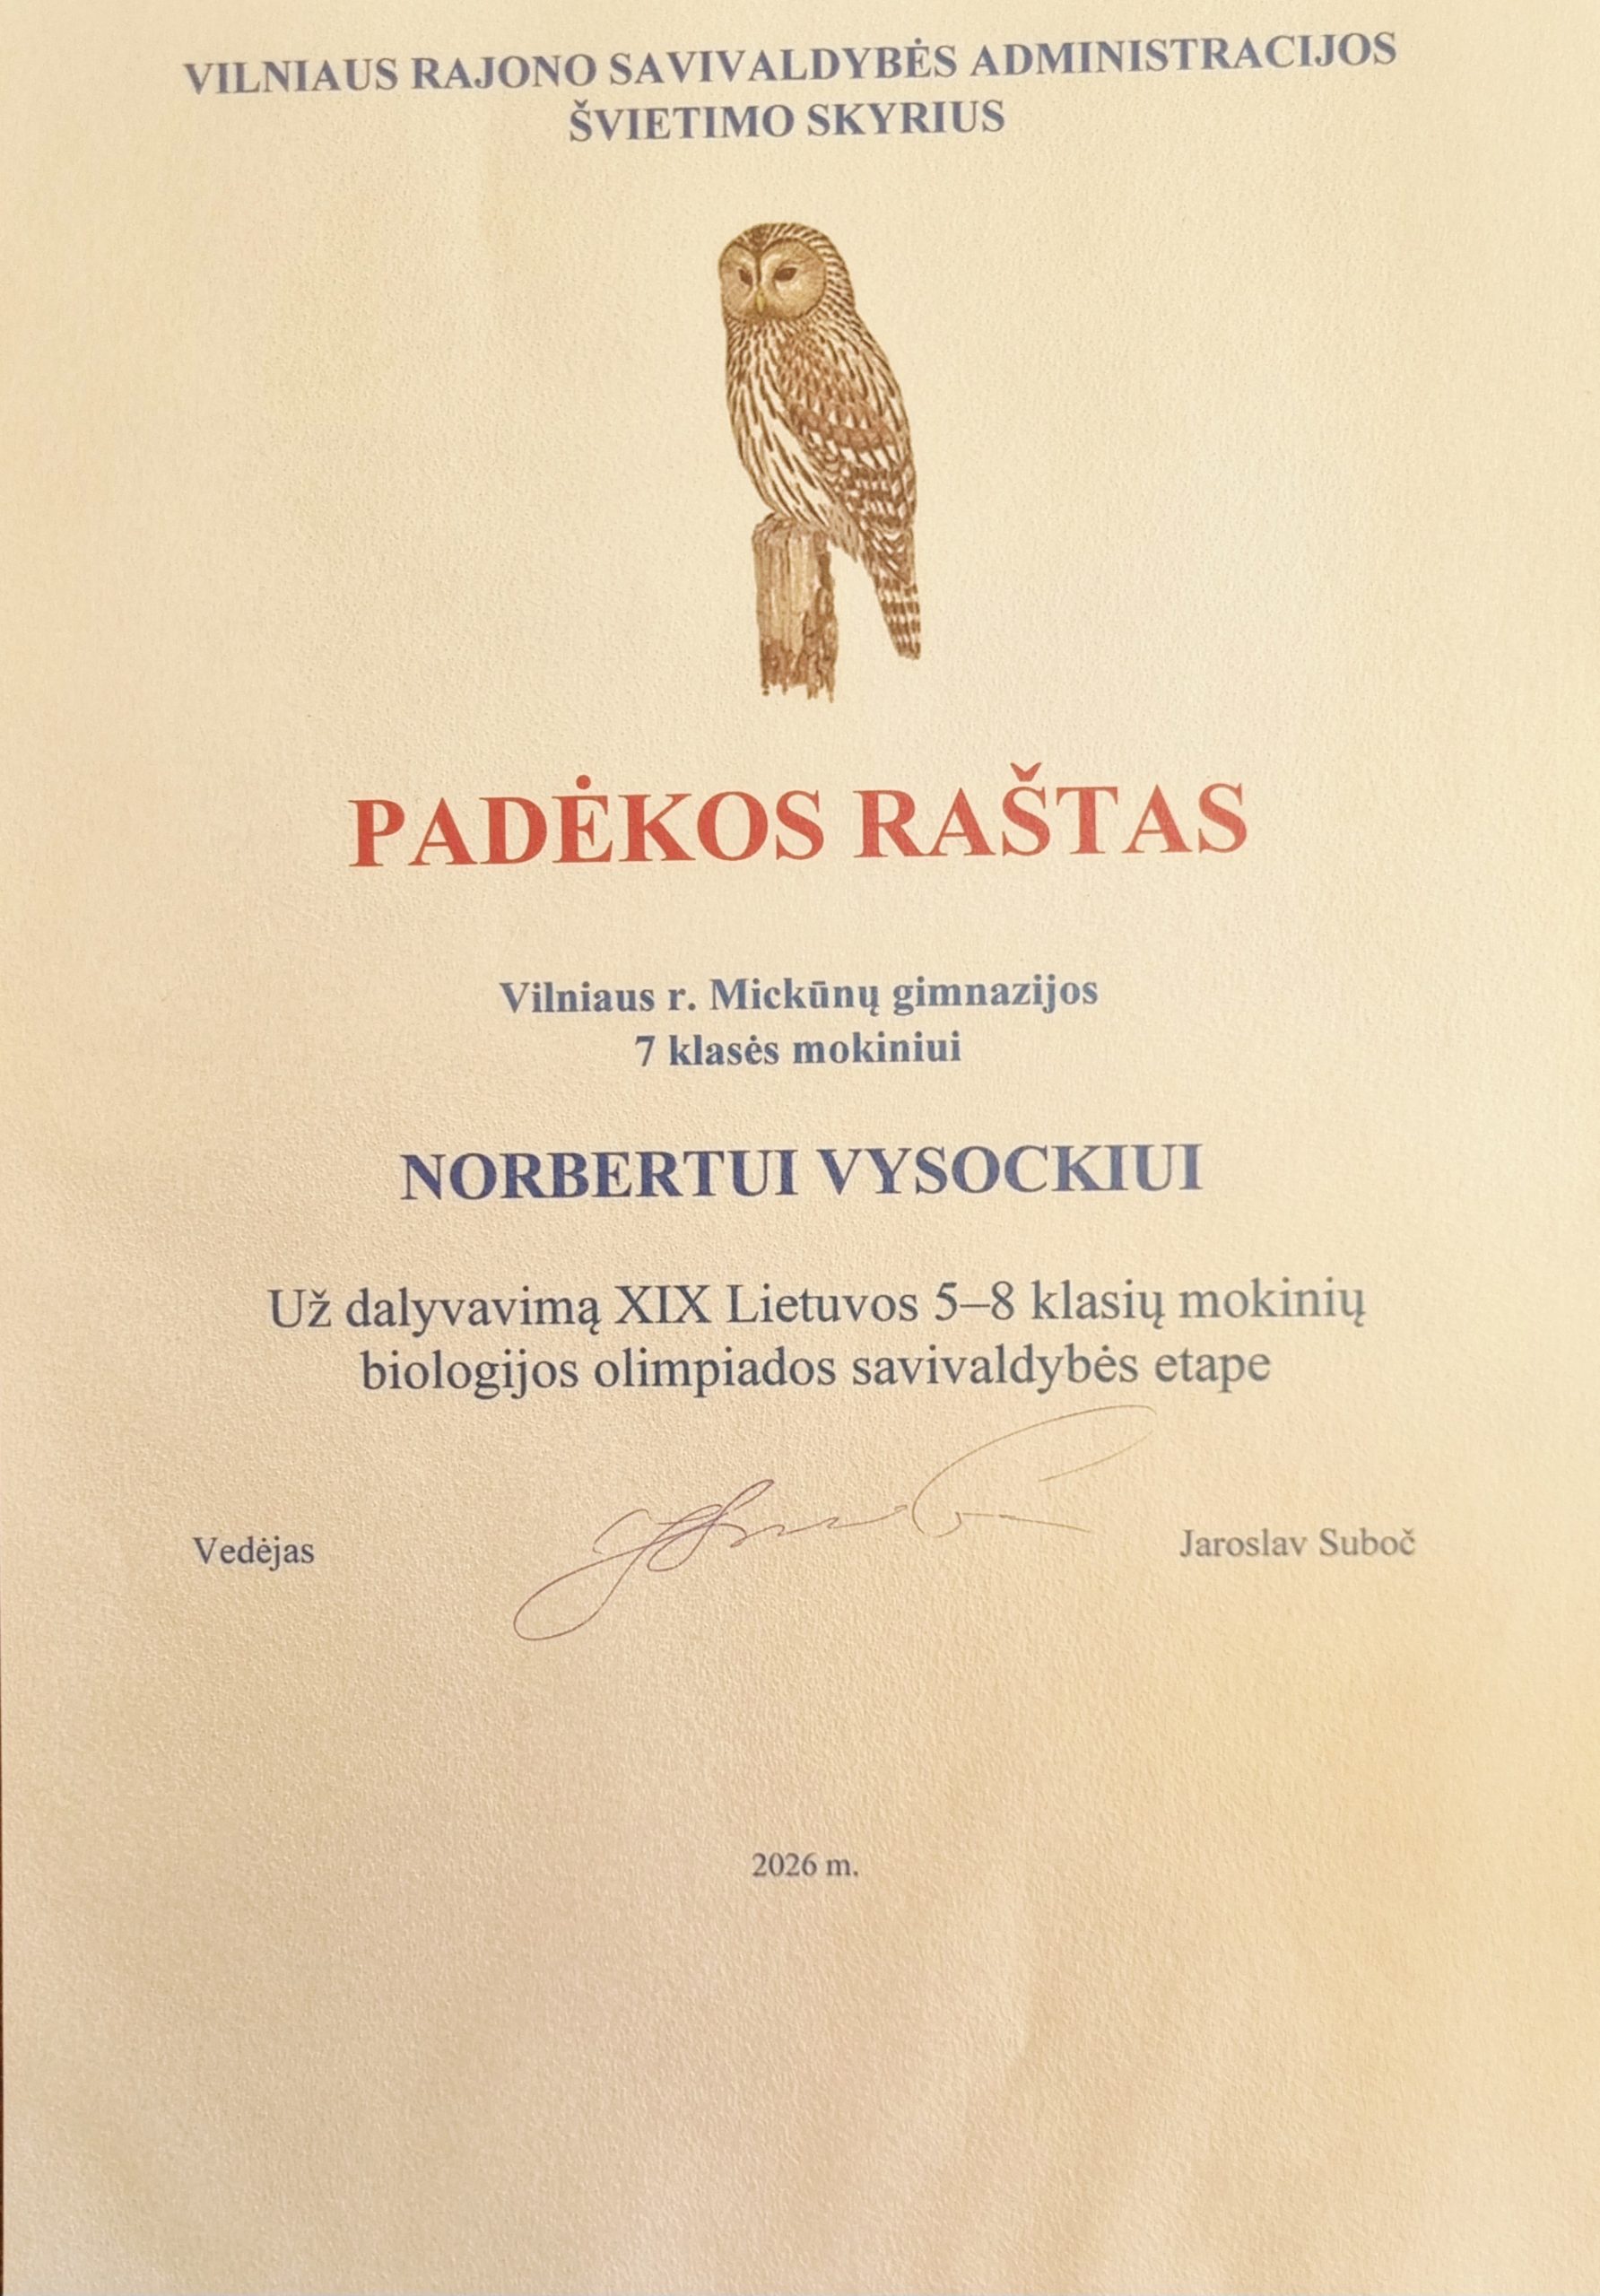 VILNIAUS RAJONO SAVIVALDYBĖS ADMINISTRACIJOS
ŠVIETIMO SKYRIUS
PADĖKOS RAŠTAS
Vilniaus r. Mickūnų gimnazijos
7 klasės mokiniui
NORBERTUI VYSOCKIUI
Už dalyvavimą XIX Lietuvos 5–8 klasių mokinių
biologijos olimpiados savivaldybės etape
Vedėjas Jaroslav Suboč
2026 m.